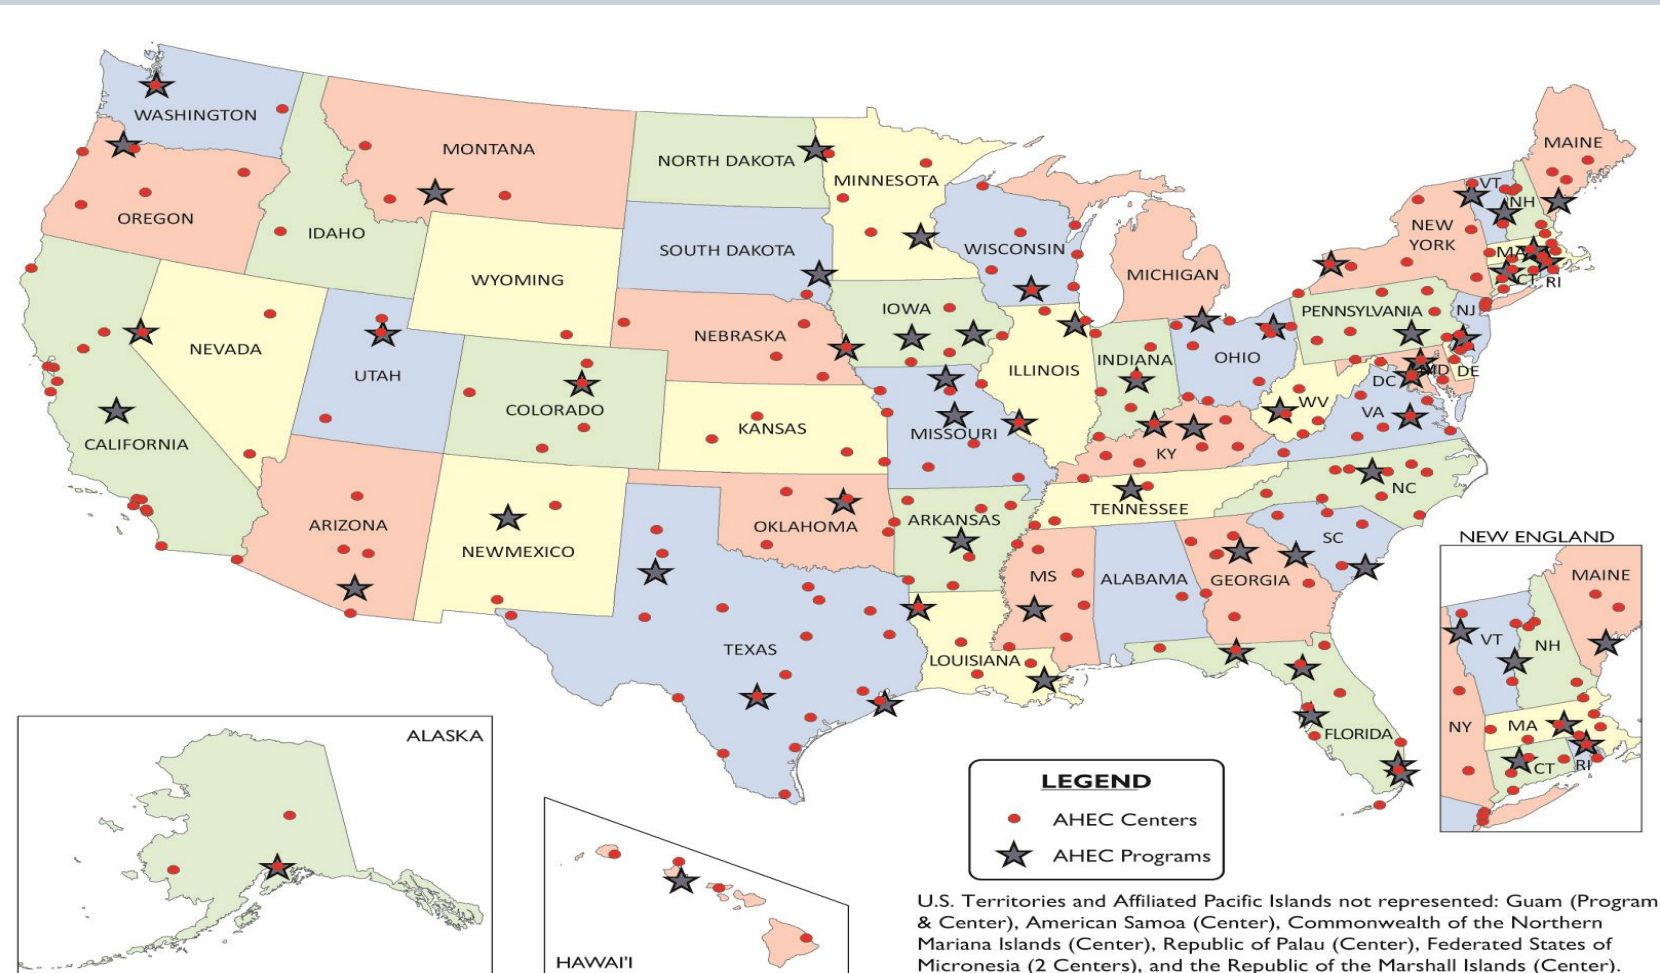 WASHINGTON
MONTANA
NORTH DAKOTA
MINNESOTA
MAINE
VT
NH
OREGON
IDAHO
SOUTH DAKOTA
WISCONSIN
NEW
YORK
MA
CT
RI
WYOMING
MICHIGAN
IOWA
PENNSYLVANIA
NJ
NEVADA
NEBRASKA
UTAH
ILLINOIS
INDIANA
OHIO
MD
DE
DC
COLORADO
WV
VA
CALIFORNIA
KANSAS
MISSOURI
KY
NC
TENNESSEE
ARIZONA
NEWMEXICO
OKLAHOMA
ARKANSAS
SC
MS
ALABAMA
GEORGIA
TEXAS
LOUISIANA
FLORIDA
NEW ENGLAND
MAINE
VT
NH
NY
MA
CT
RI
ALASKA
HAWAI'I
LEGEND
AHEC Centers
AHEC Programs
U.S. Territories and Affiliated Pacific Islands not represented: Guam (Program
& Center), American Samoa (Center), Commonwealth of the Northern
Mariana Islands (Center), Republic of Palau (Center), Federated States of
Micronesia (2 Centers), and the Republic of the Marshall Islands (Center).